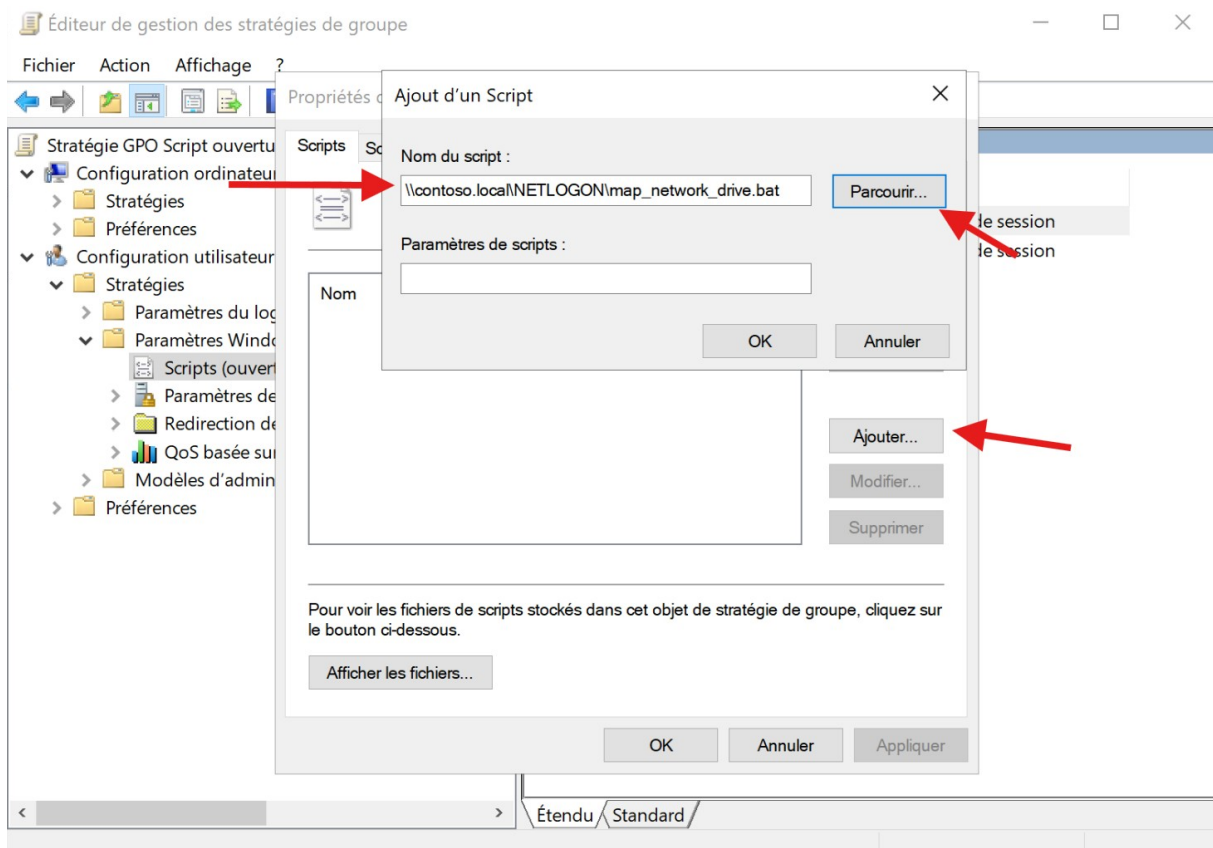 Éditeur de gestion des stratégies de groupe
Fichier Action Affichage ?
Stratégie GPO Script ouvertu
Configuration ordinateu
Stratégies
Préférences
Configuration utilisateur
Stratégies
Paramètres du log
Paramètres Windo
Scripts (ouvert
Paramètres de
Redirection de
QoS basée sur
Modèles d'admin
Préférences
Propriétés d
Scripts Sc
Nom
Ajout d'un Script
Nom du script :
\\contoso.local\NETLOGON\map_network_drive.bat
Parcourir...
Paramètres de scripts :
OK Annuler
de session
de session
Ajouter...
Modifier...
Supprimer
Pour voir les fichiers de scripts stockés dans cet objet de stratégie de groupe, cliquez sur
le bouton ci-dessous.
Afficher les fichiers...
OK Annuler Appliquer
Étendu Standard